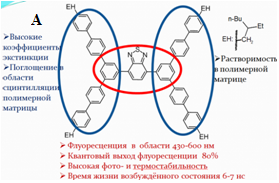 А
EH
EH
n-Bu
Et
EH:
CH₂
➢Высокие
коэффициенты
экстинкции
➢Поглощение в
области
сцинтилляции
полимерной
матрицы
➢Растворимость
в полимерной
матрице
N
S
N
EH
EH
➢Флуоресценция в области 430-600 нм
➢Квантовый выход флуоресценции 80%
➢Высокая фото- и термостабильность
➢Время жизни возбуждённого состояния 6-7 нс